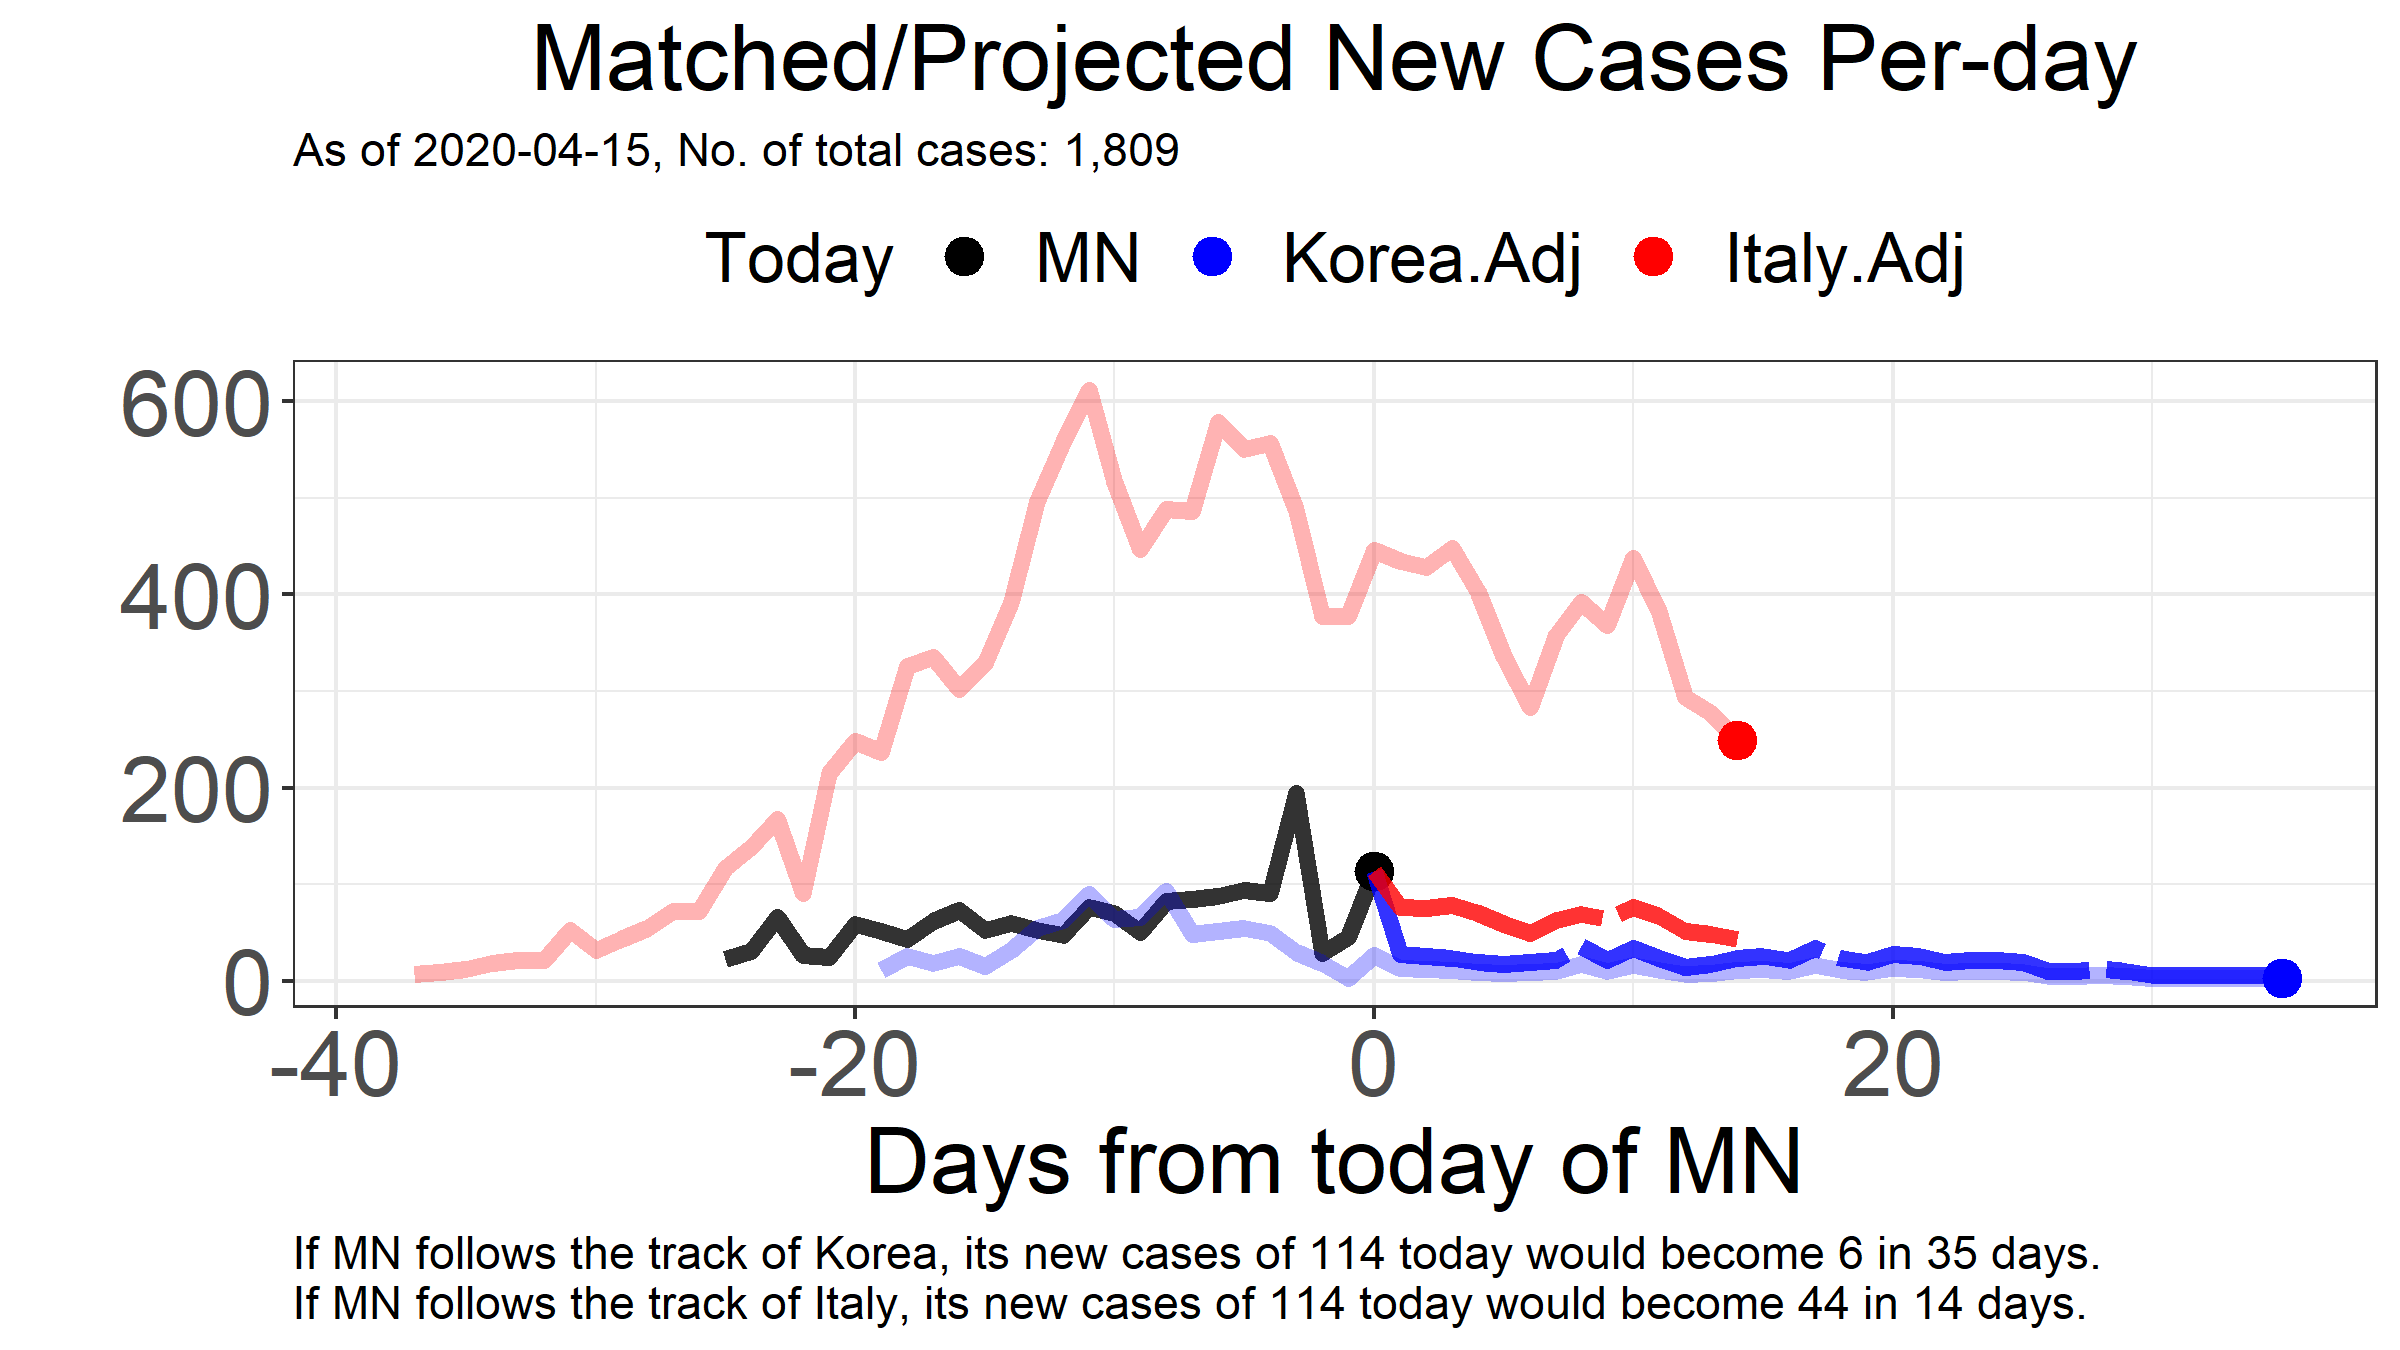 Matched/Projected New Cases Per-day
As of 2020-04-15, No. of total cases: 1,809
Today MN Korea.Adj Italy.Adj
600
400
200
0
-40 -20 0 20
Days from today of MN
If MN follows the track of Korea, its new cases of 114 today would become 6 in 35 days.
If MN follows the track of Italy, its new cases of 114 today would become 44 in 14 days.